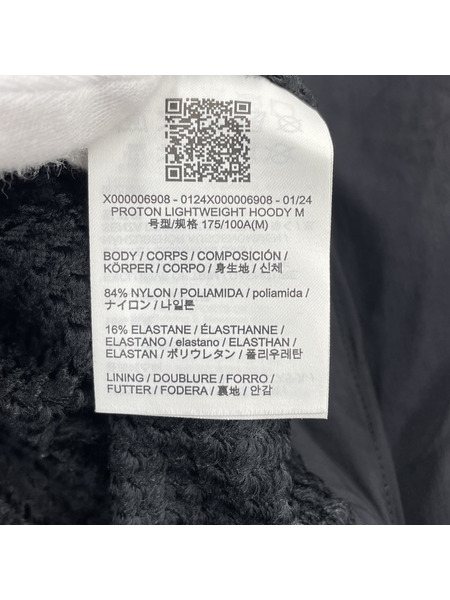 X000006908 - 0124X000006908 - 01/24
PROTON LIGHTWEIGHT HOODY M
号型/规格 175/100A(M)
BODY / CORPS / COMPOSICIÓN /
KÖRPER / CORPO / 身生地 / 신체
84% NYLON / POLIAMIDA / poliamida /
ナイロン / 나일론
16% ELASTANE / ÉLASTHANNE /
ELASTANO / elastano / ELASTHAN /
ELASTAN / ポリウレタン / 폴리우레탄
LINING / DOUBLURE / FORRO /
FUTTER / FODERA / 裏地 / 안감